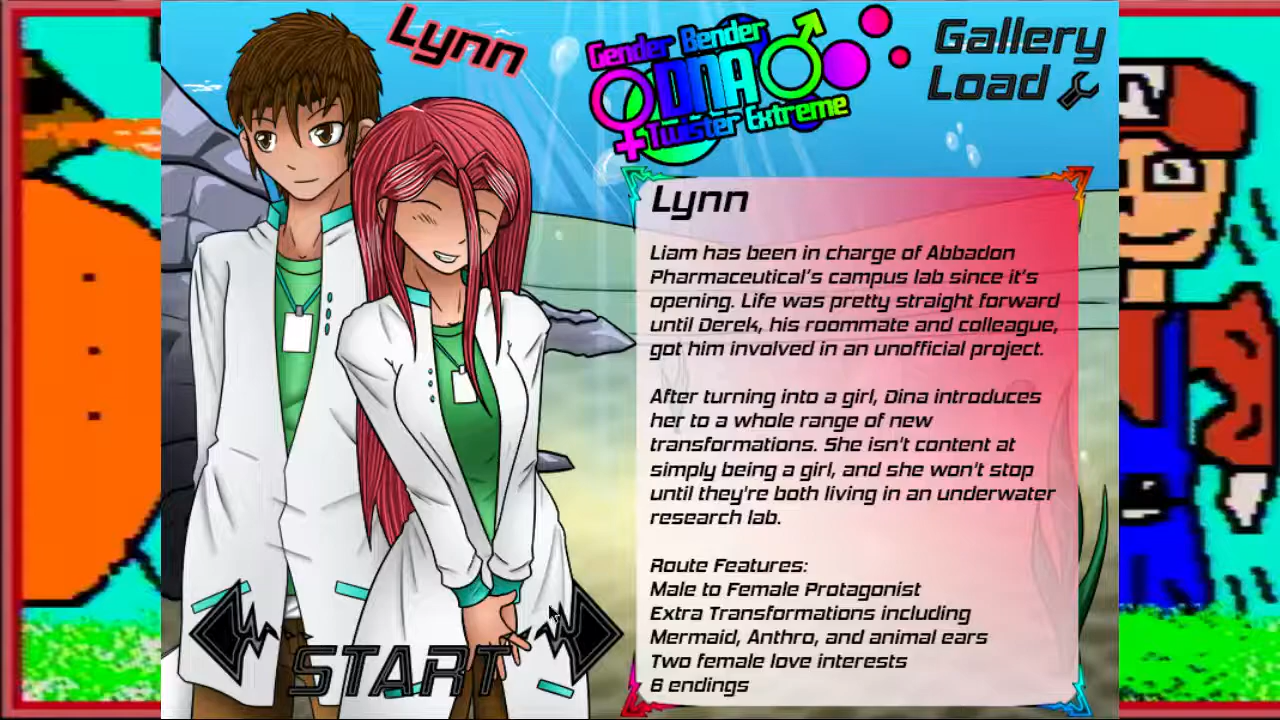 Lynn
Gender Bender
DNA
Twister Extreme
Gallery
Load
Lynn
Liam has been in charge of Abbadon
Pharmaceutical's campus lab since it's
opening. Life was pretty straight forward
until Derek, his roommate and colleague,
got him involved in an unofficial project.
After turning into a girl, Dina introduces
her to a whole range of new
transformations. She isn't content at
simply being a girl, and she won't stop
until they're both living in an underwater
research lab.
Route Features:
Male to Female Protagonist
Extra Transformations including
Mermaid, Anthro, and animal ears
Two female love interests
6 endings
START